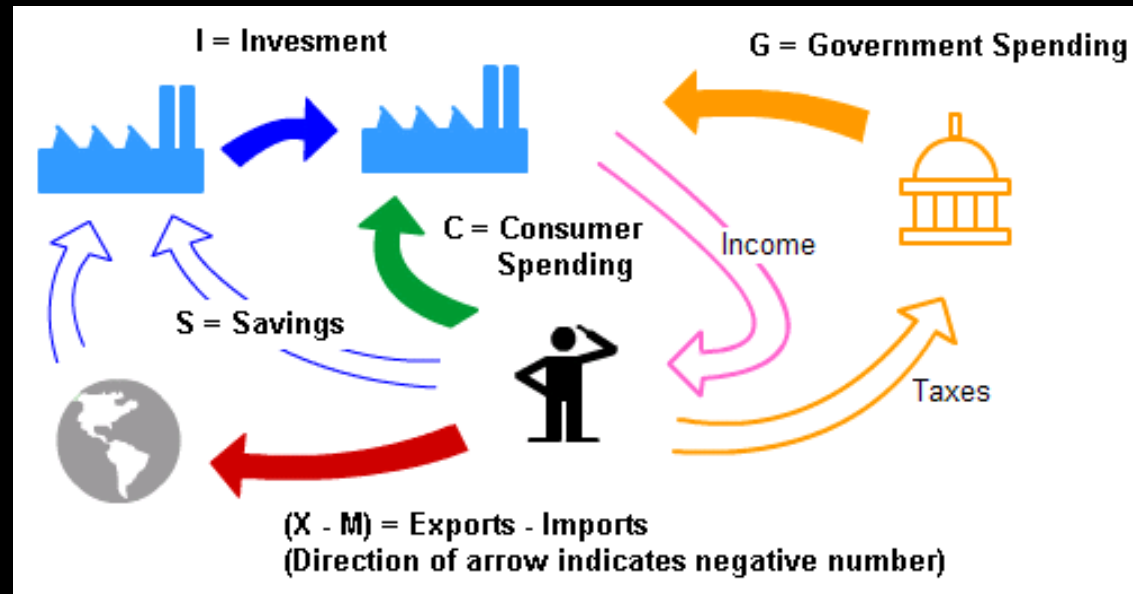 I = Invesment
G = Government Spending
C = Consumer
Spending
Income
S = Savings
Taxes
(X - M) = Exports - Imports
(Direction of arrow indicates negative number)